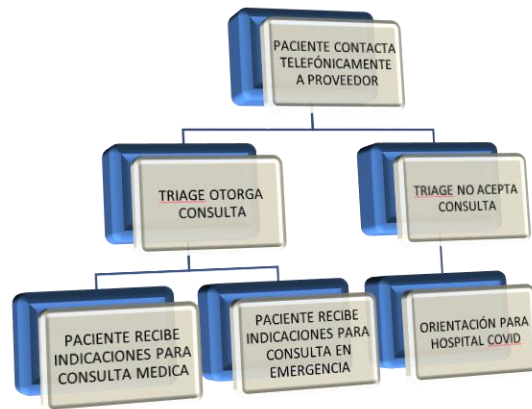 PACIENTE CONTACTA
TELEFÓNICAMENTE
A PROVEEDOR
TRIAGE OTORGA
CONSULTA
TRIAGE NO ACEPTA
CONSULTA
PACIENTE RECIBE
INDICACIONES PARA
CONSULTA MEDICA
PACIENTE RECIBE
INDICACIONES PARA
CONSULTA EN
EMERGENCIA
ORIENTACIÓN PARA
HOSPITAL COVID